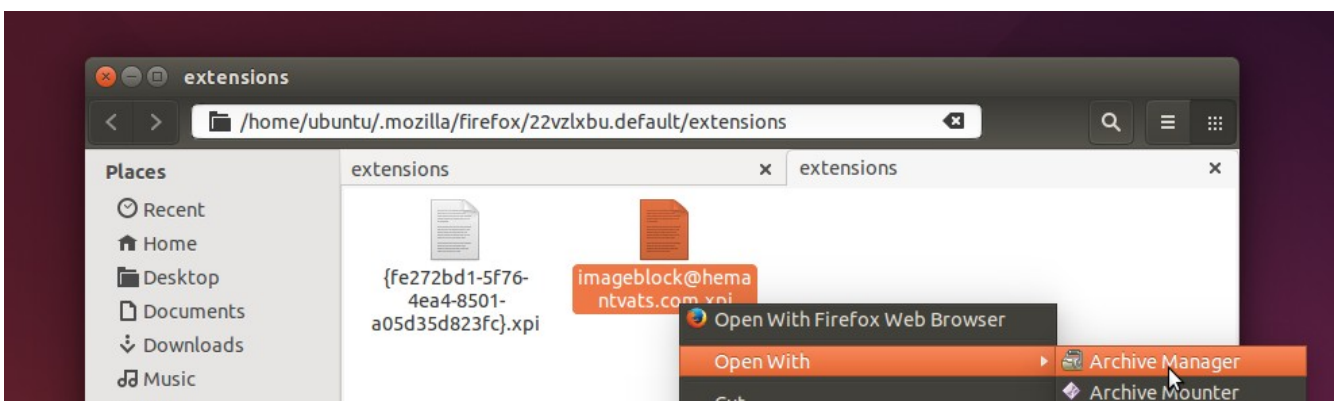 extensions
/home/ubuntu/.mozilla/firefox/22vzlxbu.default/extensions
Places
extensions
extensions
Recent
Home
Desktop
Documents
Downloads
Music
{fe272bd1-5f76-
4ea4-8501-
a05d35d823fc}.xpi
imageblock@hema
ntvats.com.xpi
Open With Firefox Web Browser
Open With
Archive Manager
Archive Mounter
Cut